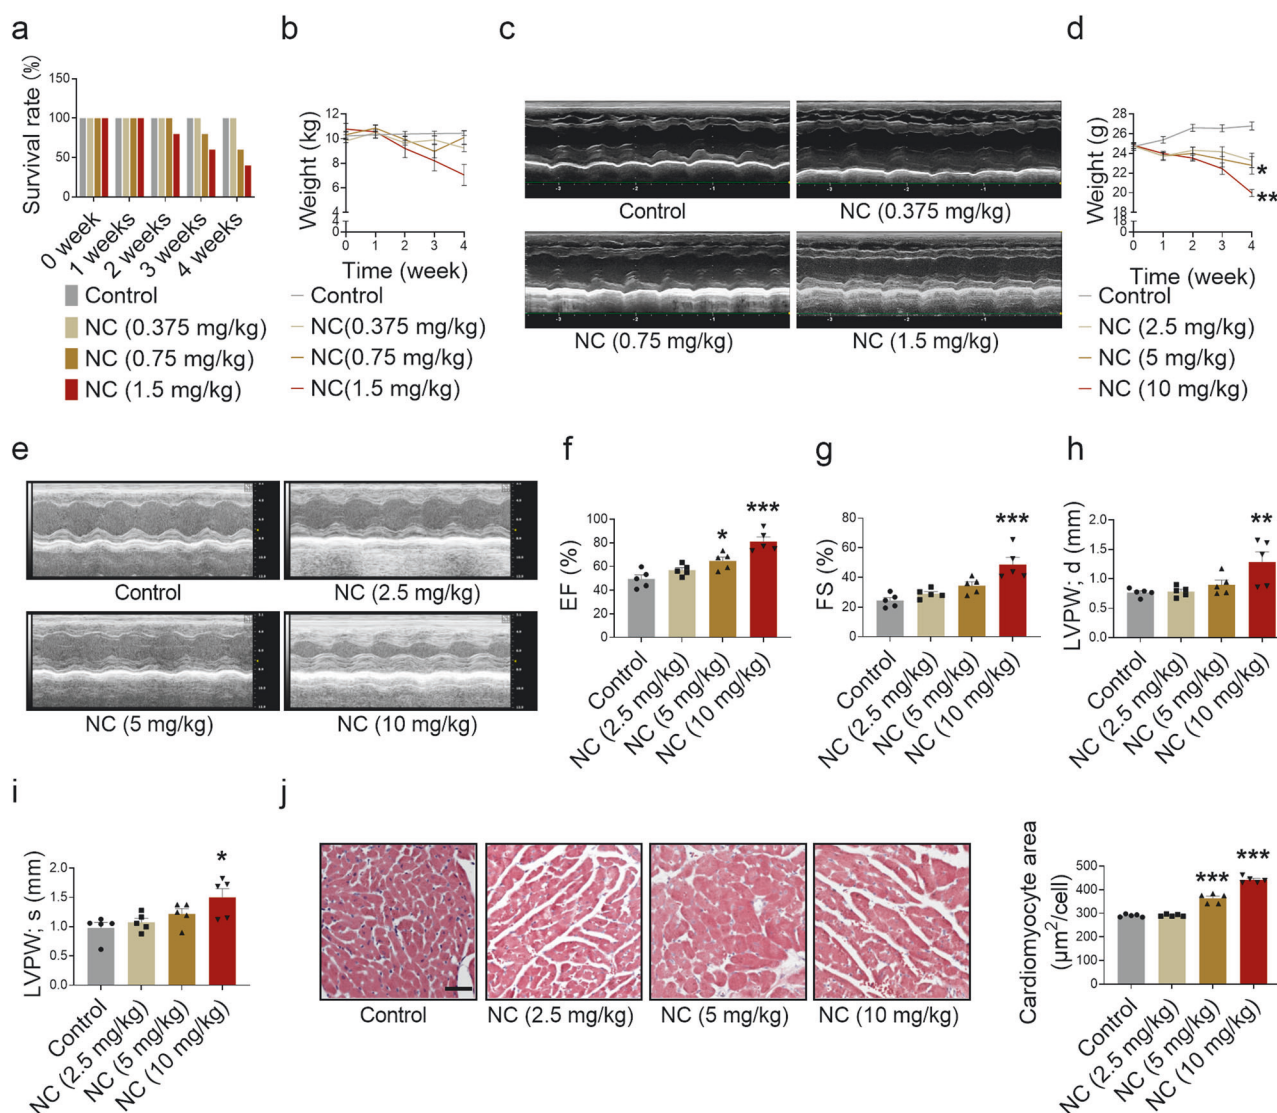 a
Survival rate (%)
150
100
50
0
0 week
1 weeks
2 weeks
3 weeks
4 weeks
Control
NC (0.375 mg/kg)
NC (0.75 mg/kg)
NC (1.5 mg/kg)
b
Weight (kg)
12
10
8
6
4
0
0 1 2 3 4
Time (week)
Control
NC(0.375 mg/kg)
NC(0.75 mg/kg)
NC(1.5 mg/kg)
c
-3 -2 -1
Control
-3 -2 -1
NC (0.375 mg/kg)
-3 -2 -1
NC (0.75 mg/kg)
-3 -2 -1
NC (1.5 mg/kg)
d
Weight (g)
28
26
24
22
20
18
0
0 1 2 3 4
*
**
Time (week)
Control
NC (2.5 mg/kg)
NC (5 mg/kg)
NC (10 mg/kg)
e
Control
NC (2.5 mg/kg)
NC (5 mg/kg)
NC (10 mg/kg)
f
EF (%)
100
80
60
40
20
0
*
***
Control
NC (2.5 mg/kg)
NC (5 mg/kg)
NC (10 mg/kg)
g
FS (%)
80
60
40
20
0
***
Control
NC (2.5 mg/kg)
NC (5 mg/kg)
NC (10 mg/kg)
h
LVPW; d (mm)
2.0
1.5
1.0
0.5
0.0
**
Control
NC (2.5 mg/kg)
NC (5 mg/kg)
NC (10 mg/kg)
i
LVPW; s (mm)
2.0
1.5
1.0
0.5
0.0
*
Control
NC (2.5 mg/kg)
NC (5 mg/kg)
NC (10 mg/kg)
j
Control
NC (2.5 mg/kg)
NC (5 mg/kg)
NC (10 mg/kg)
Cardiomyocyte area
(μm²/cell)
500
400
300
200
100
0
***
***
Control
NC (2.5 mg/kg)
NC (5 mg/kg)
NC (10 mg/kg)